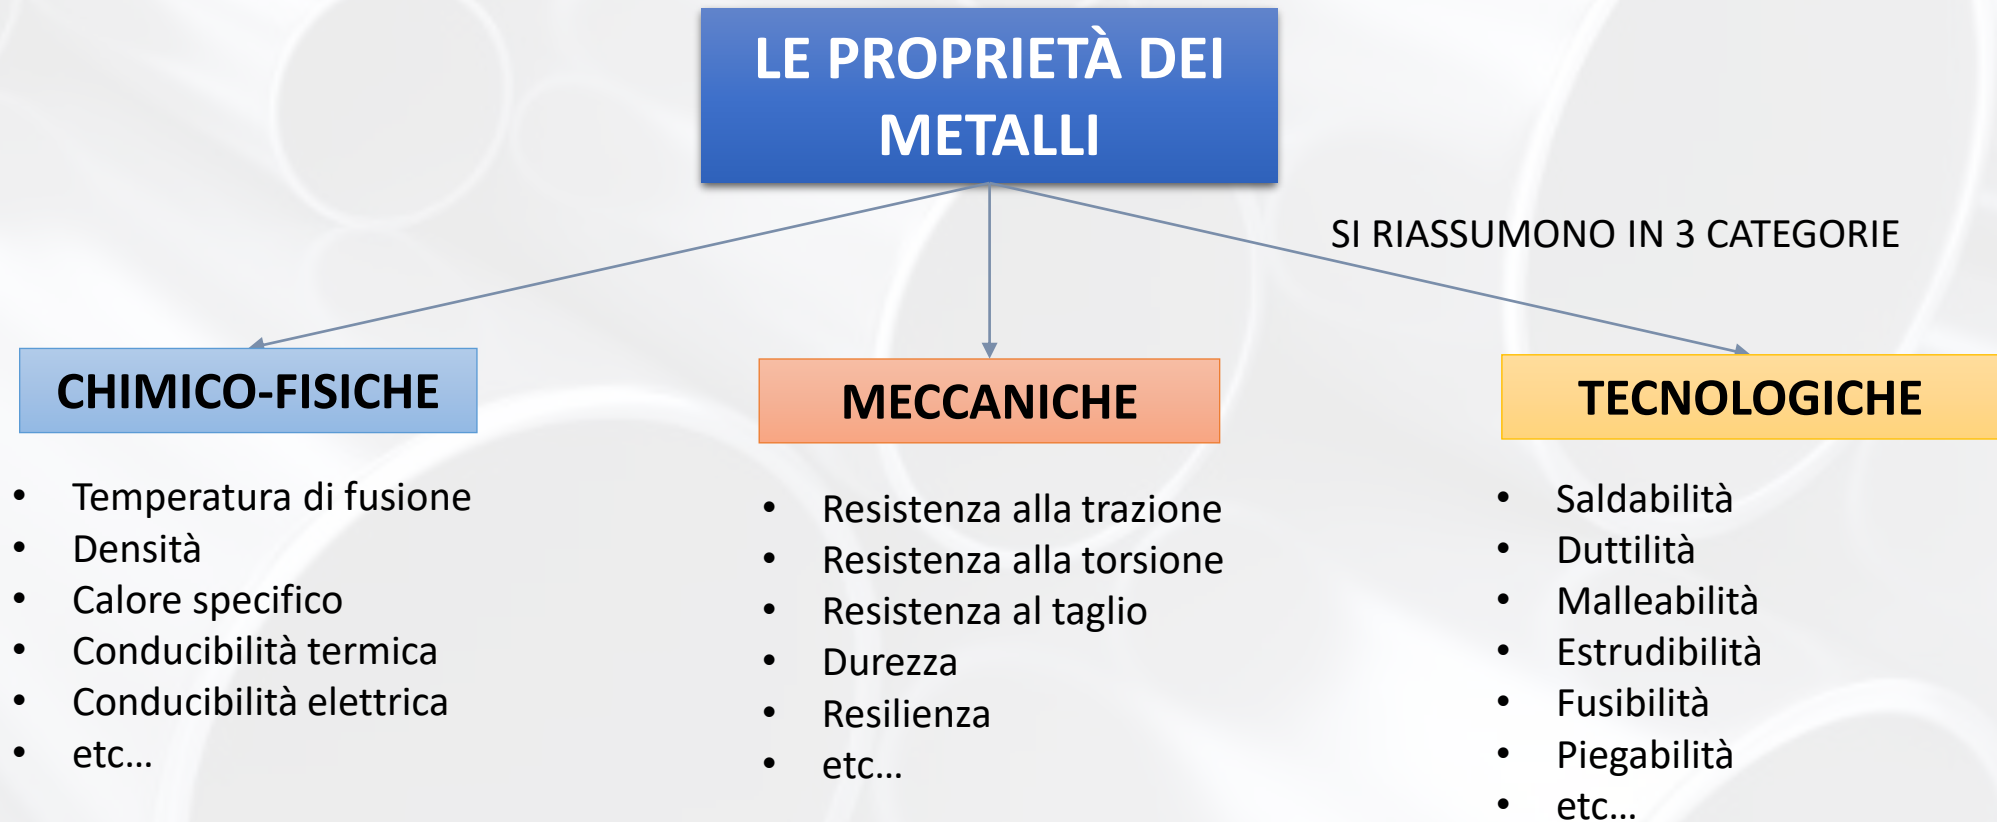 LE PROPRIETÀ DEI
METALLI
SI RIASSUMONO IN 3 CATEGORIE
CHIMICO-FISICHE
• Temperatura di fusione
• Densità
• Calore specifico
• Conducibilità termica
• Conducibilità elettrica
• etc…
MECCANICHE
• Resistenza alla trazione
• Resistenza alla torsione
• Resistenza al taglio
• Durezza
• Resilienza
• etc…
TECNOLOGICHE
• Saldabilità
• Duttilità
• Malleabilità
• Estrudibilità
• Fusibilità
• Piegabilità
• etc…